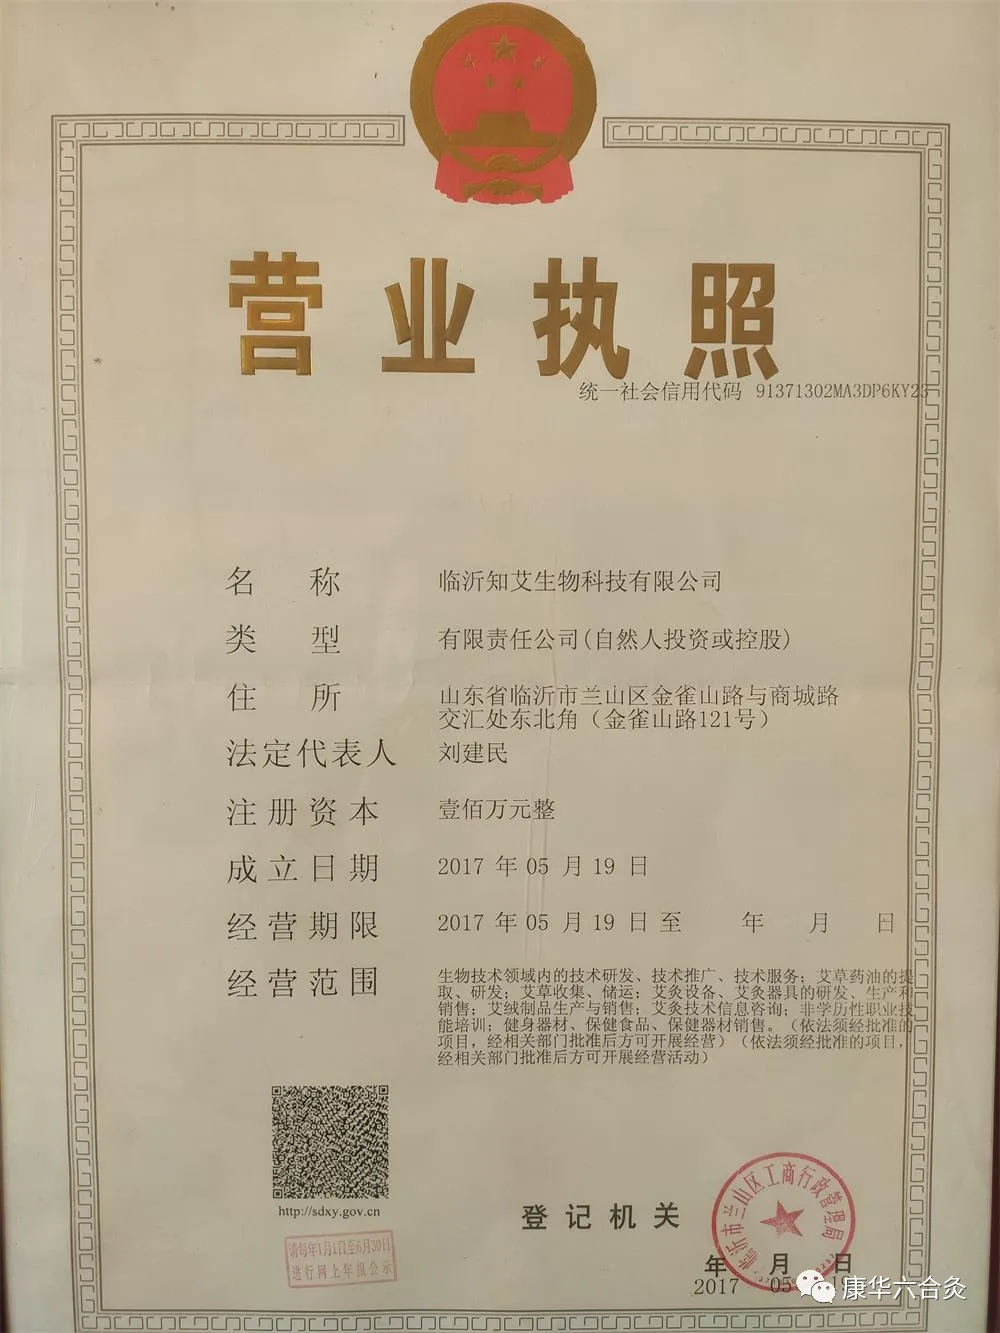 营业执照
统一社会信用代码 91371302MA3DP6KY23
名称 临沂知艾生物科技有限公司
类型 有限责任公司(自然人投资或控股)
住所 山东省临沂市兰山区金雀山路与商城路
交汇处东北角（金雀山路121号）
法定代表人 刘建民
注册资本 壹佰万元整
成立日期 2017 年 05 月 19 日
经营期限 2017 年 05 月 19 日 至 年 月 日
经营范围 生物技术领域内的技术研发、技术推广、技术服务；艾草药油的提
取、研发；艾草收集、储运；艾灸设备、艾灸器具的研发、生产和
销售；艾绒制品生产与销售；艾灸技术信息咨询；非学历性职业技
能培训；健身器材、保健食品、保健器材销售。（依法须经批准的
项目，经相关部门批准后方可开展经营）（依法须经批准的项目，
经相关部门批准后方可开展经营活动）
http://sdxy.gov.cn
请每年1月1日至6月30日
进行网上年报公示
登记机关
临沂市兰山区工商行政管理局
年 月 日
2017 05 19
康华六合灸